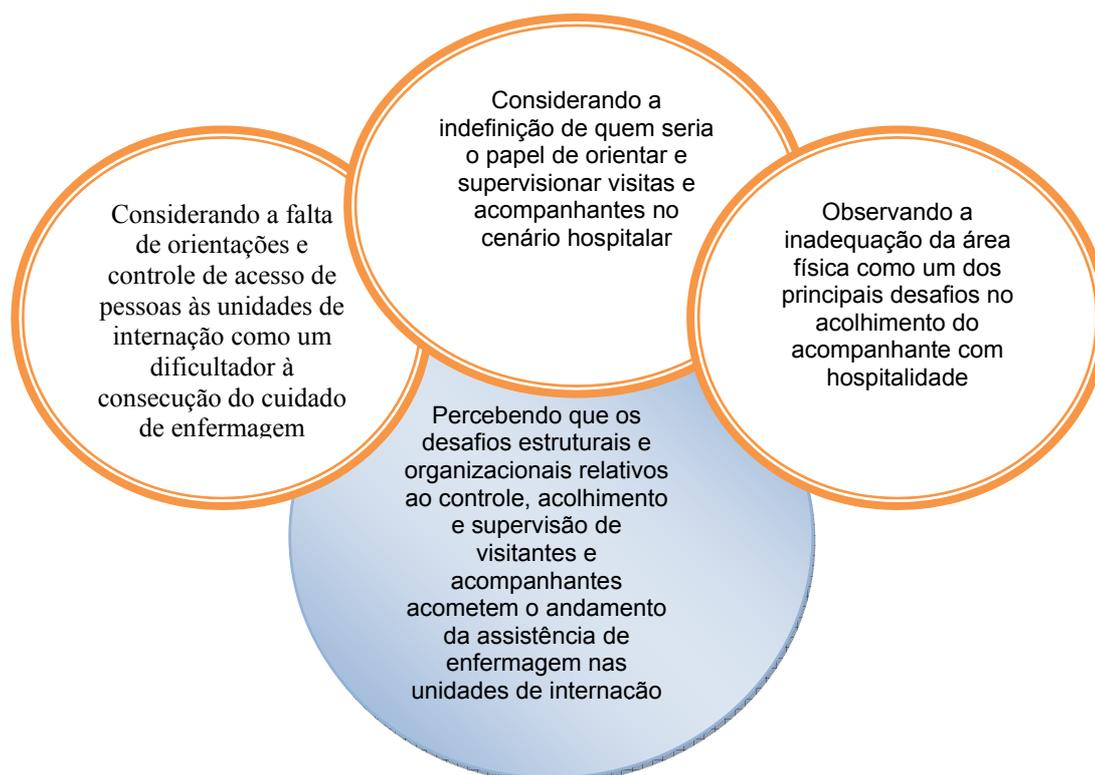 Considerando a falta
de orientações e
controle de acesso de
pessoas às unidades de
internação como um
dificultador à
consecução do cuidado
de enfermagem
Considerando a
indefinição de quem seria
o papel de orientar e
supervisionar visitas e
acompanhantes no
cenário hospitalar
Observando a
inadequação da área
física como um dos
principais desafios no
acolhimento do
acompanhante com
hospitalidade
Percebendo que os
desafios estruturais e
organizacionais relativos
ao controle, acolhimento
e supervisão de
visitantes e
acompanhantes
acometem o andamento
da assistência de
enfermagem nas
unidades de internação